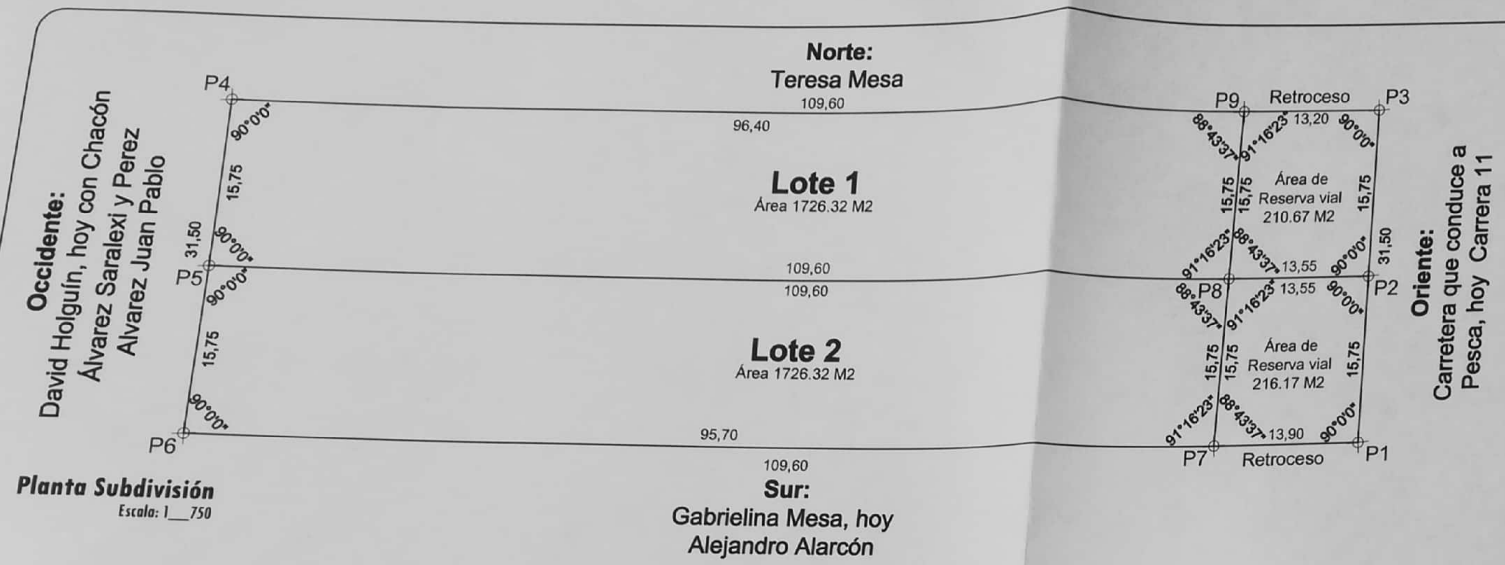 Norte:
Teresa Mesa
109,60
96,40
P4
P9
Retroceso
P3
13,20
90°0'0"
88°43'37"
91°16'23"
90°0'0"
Occidente:
David Holguín, hoy con Chacón
Álvarez Saralexi y Perez
Alvarez Juan Pablo
15,75
31,50
Lote 1
Área 1726.32 M2
15,75
15,75
Área de
Reserva vial
210.67 M2
15,75
31,50
Oriente:
Carretera que conduce a
Pesca, hoy Carrera 11
90°0'0"
91°16'23"
88°43'37"
90°0'0"
P5
109,60
109,60
13,55
13,55
P8
P2
90°0'0"
88°43'37"
91°16'23"
90°0'0"
15,75
Lote 2
Área 1726.32 M2
15,75
15,75
Área de
Reserva vial
216.17 M2
15,75
90°0'0"
91°16'23"
88°43'37"
90°0'0"
P6
95,70
13,90
P7
Retroceso
P1
109,60
Sur:
Gabrielina Mesa, hoy
Alejandro Alarcón
Planta Subdivisión
Escala: 1__750